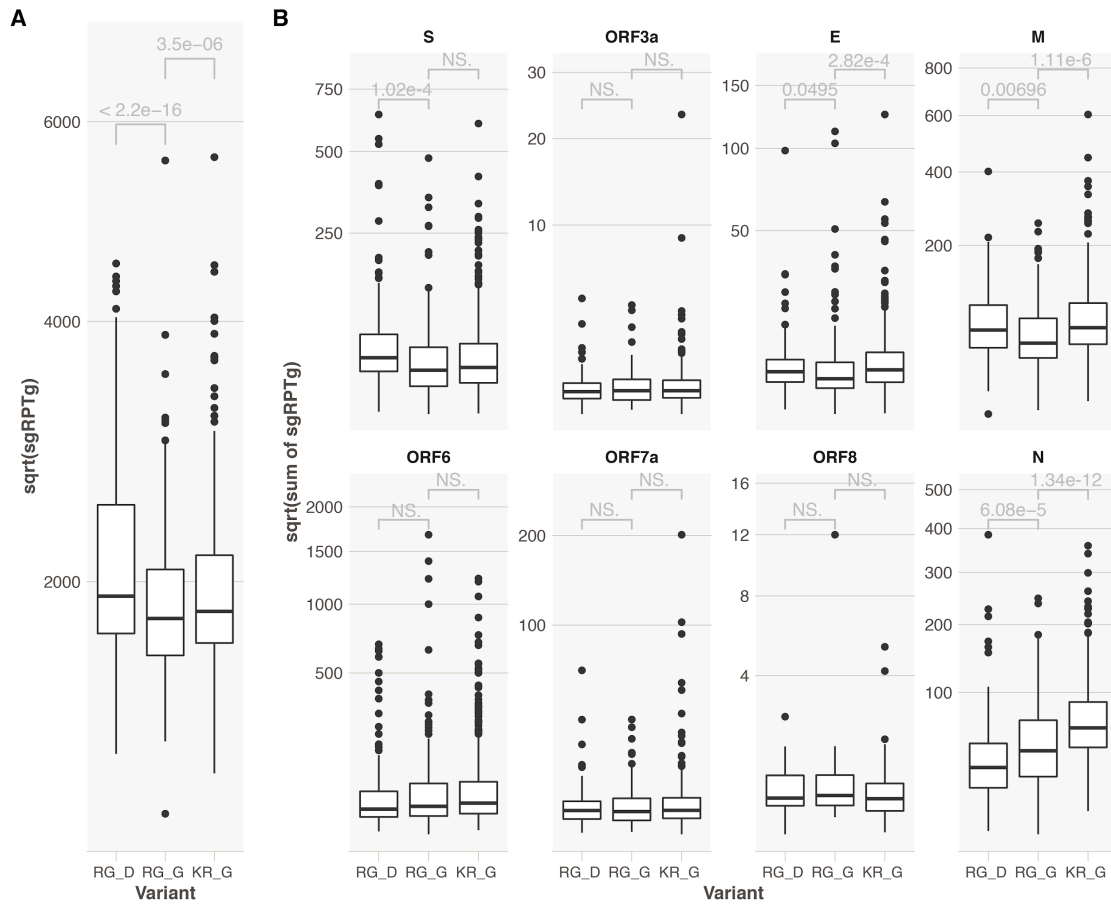 A
B
3.5e−06
< 2.2e−16
6000
4000
2000
sqrt(sgRPTg)
RG_D RG_G KR_G
Variant
sqrt(sum of sgRPTg)
S
NS.
1.02e-4
750
500
250
ORF3a
NS.
NS.
30
20
10
E
2.82e-4
0.0495
150
100
50
M
1.11e-6
0.00696
800
600
400
200
ORF6
NS.
NS.
2000
1500
1000
500
RG_D RG_G KR_G
ORF7a
NS.
NS.
200
100
RG_D RG_G KR_G
ORF8
NS.
NS.
16
12
8
4
RG_D RG_G KR_G
N
1.34e-12
6.08e−5
500
400
300
200
100
RG_D RG_G KR_G
Variant